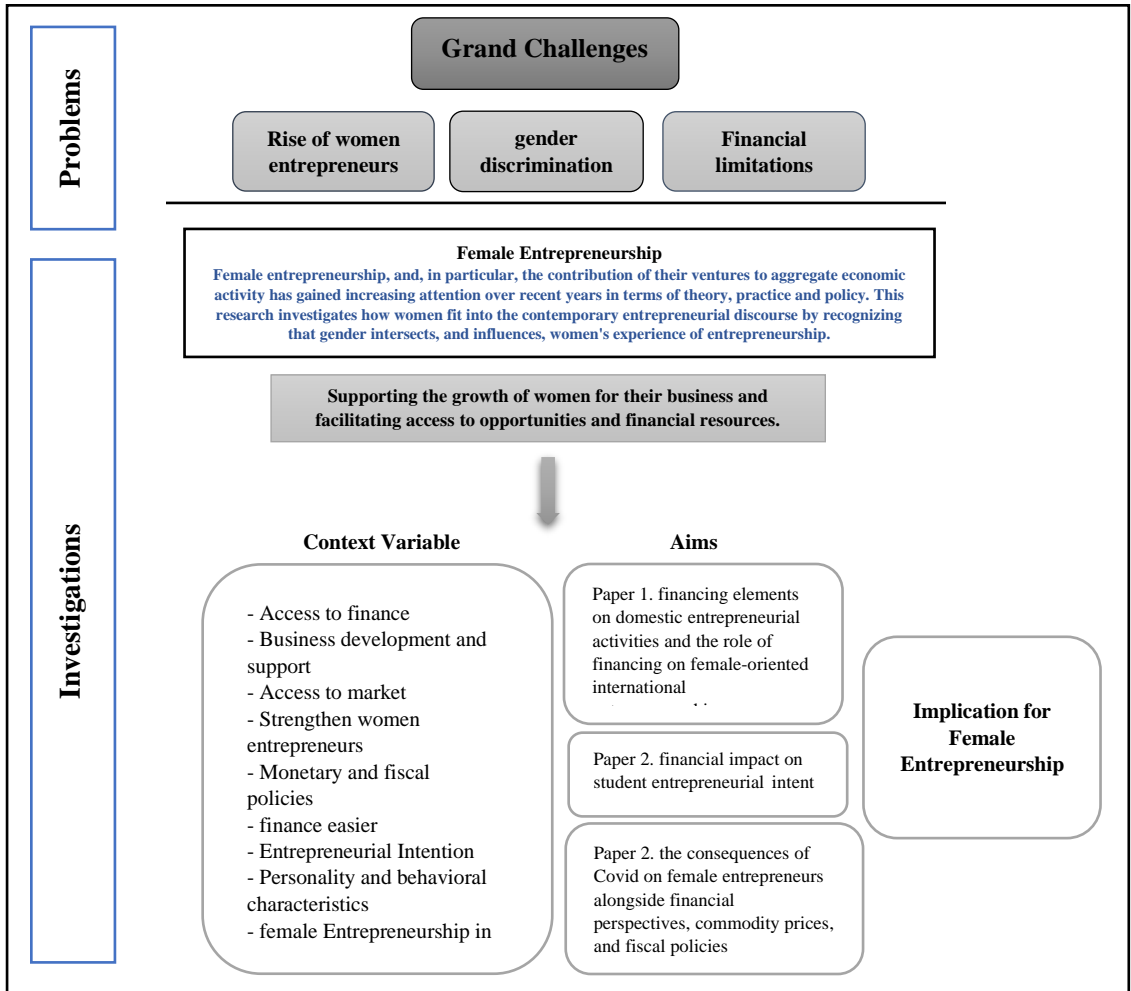 Grand Challenges
Problems
Rise of women
entrepreneurs
gender
discrimination
Financial
limitations
Female Entrepreneurship
Female entrepreneurship, and, in particular, the contribution of their ventures to aggregate economic
activity has gained increasing attention over recent years in terms of theory, practice and policy. This
research investigates how women fit into the contemporary entrepreneurial discourse by recognizing
that gender intersects, and influences, women's experience of entrepreneurship.
Supporting the growth of women for their business and
facilitating access to opportunities and financial resources.
Investigations
Context Variable
- Access to finance
- Business development and
support
- Access to market
- Strengthen women
entrepreneurs
- Monetary and fiscal
policies
- finance easier
- Entrepreneurial Intention
- Personality and behavioral
characteristics
- female Entrepreneurship in
Aims
Paper 1. financing elements
on domestic entrepreneurial
activities and the role of
financing on female-oriented
international
Paper 2. financial impact on
student entrepreneurial intent
Paper 2. the consequences of
Covid on female entrepreneurs
alongside financial
perspectives, commodity prices,
and fiscal policies
Implication for
Female
Entrepreneurship